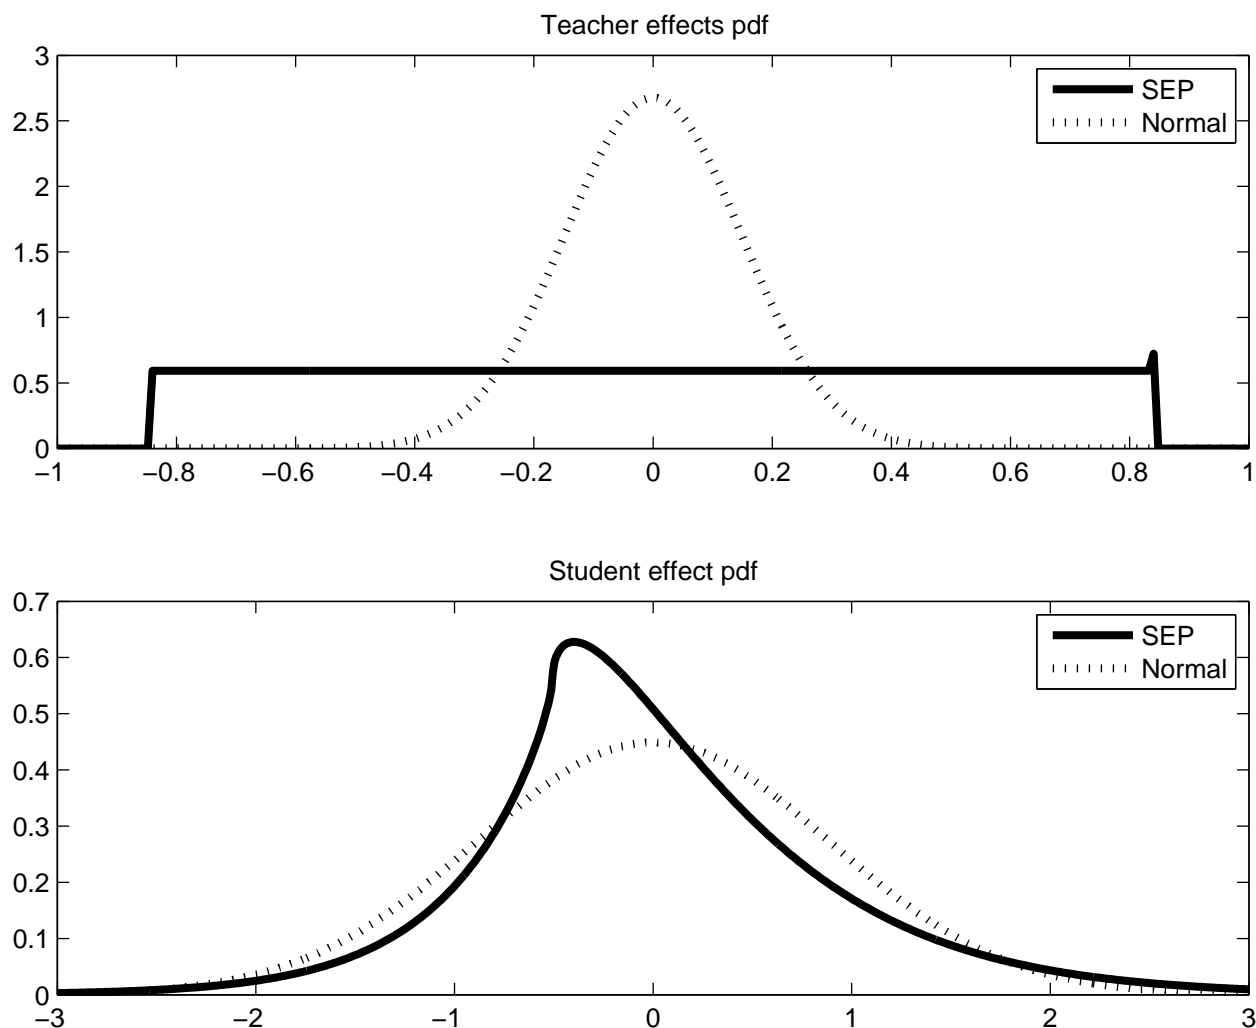 Teacher effects pdf
3
2.5
2
1.5
1
0.5
0
SEP
Normal
−1 −0.8 −0.6 −0.4 −0.2 0 0.2 0.4 0.6 0.8 1
Student effect pdf
0.7
0.6
0.5
0.4
0.3
0.2
0.1
0
SEP
Normal
−3 −2 −1 0 1 2 3